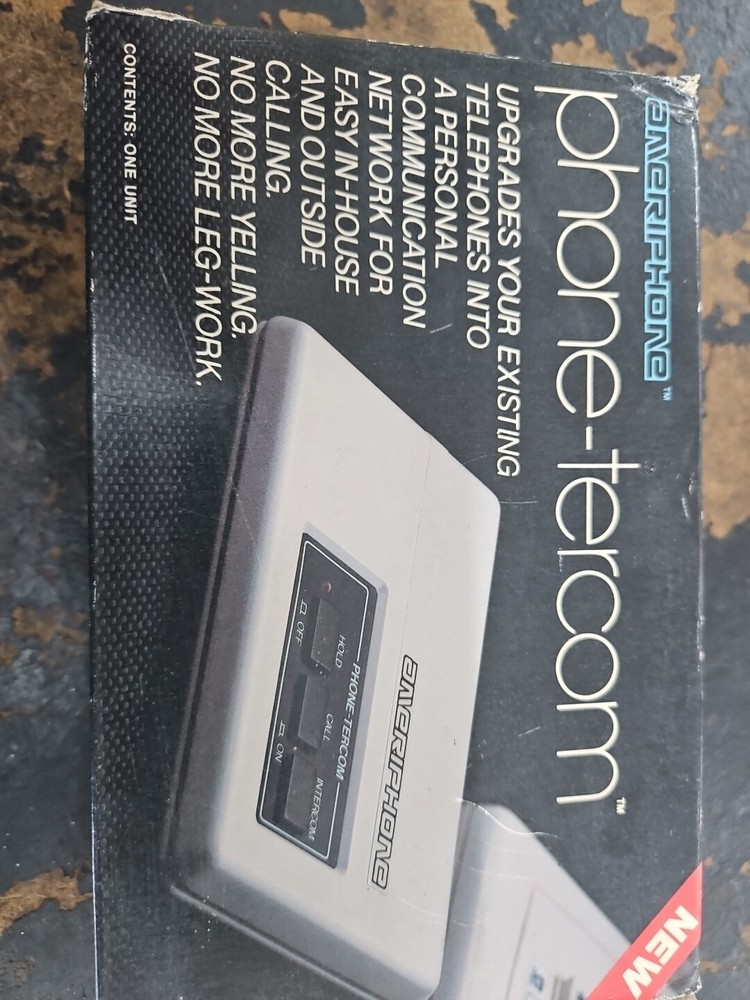 ameriphone™
phone-tercom™
UPGRADES YOUR EXISTING
TELEPHONES INTO
A PERSONAL
COMMUNICATION
NETWORK FOR
EASY IN-HOUSE
AND OUTSIDE
CALLING.
NO MORE YELLING.
NO MORE LEG-WORK.
CONTENTS: ONE UNIT
ameriphone
PHONE-TERCOM
HOLD CALL INTERCOM
OFF ON
NEW